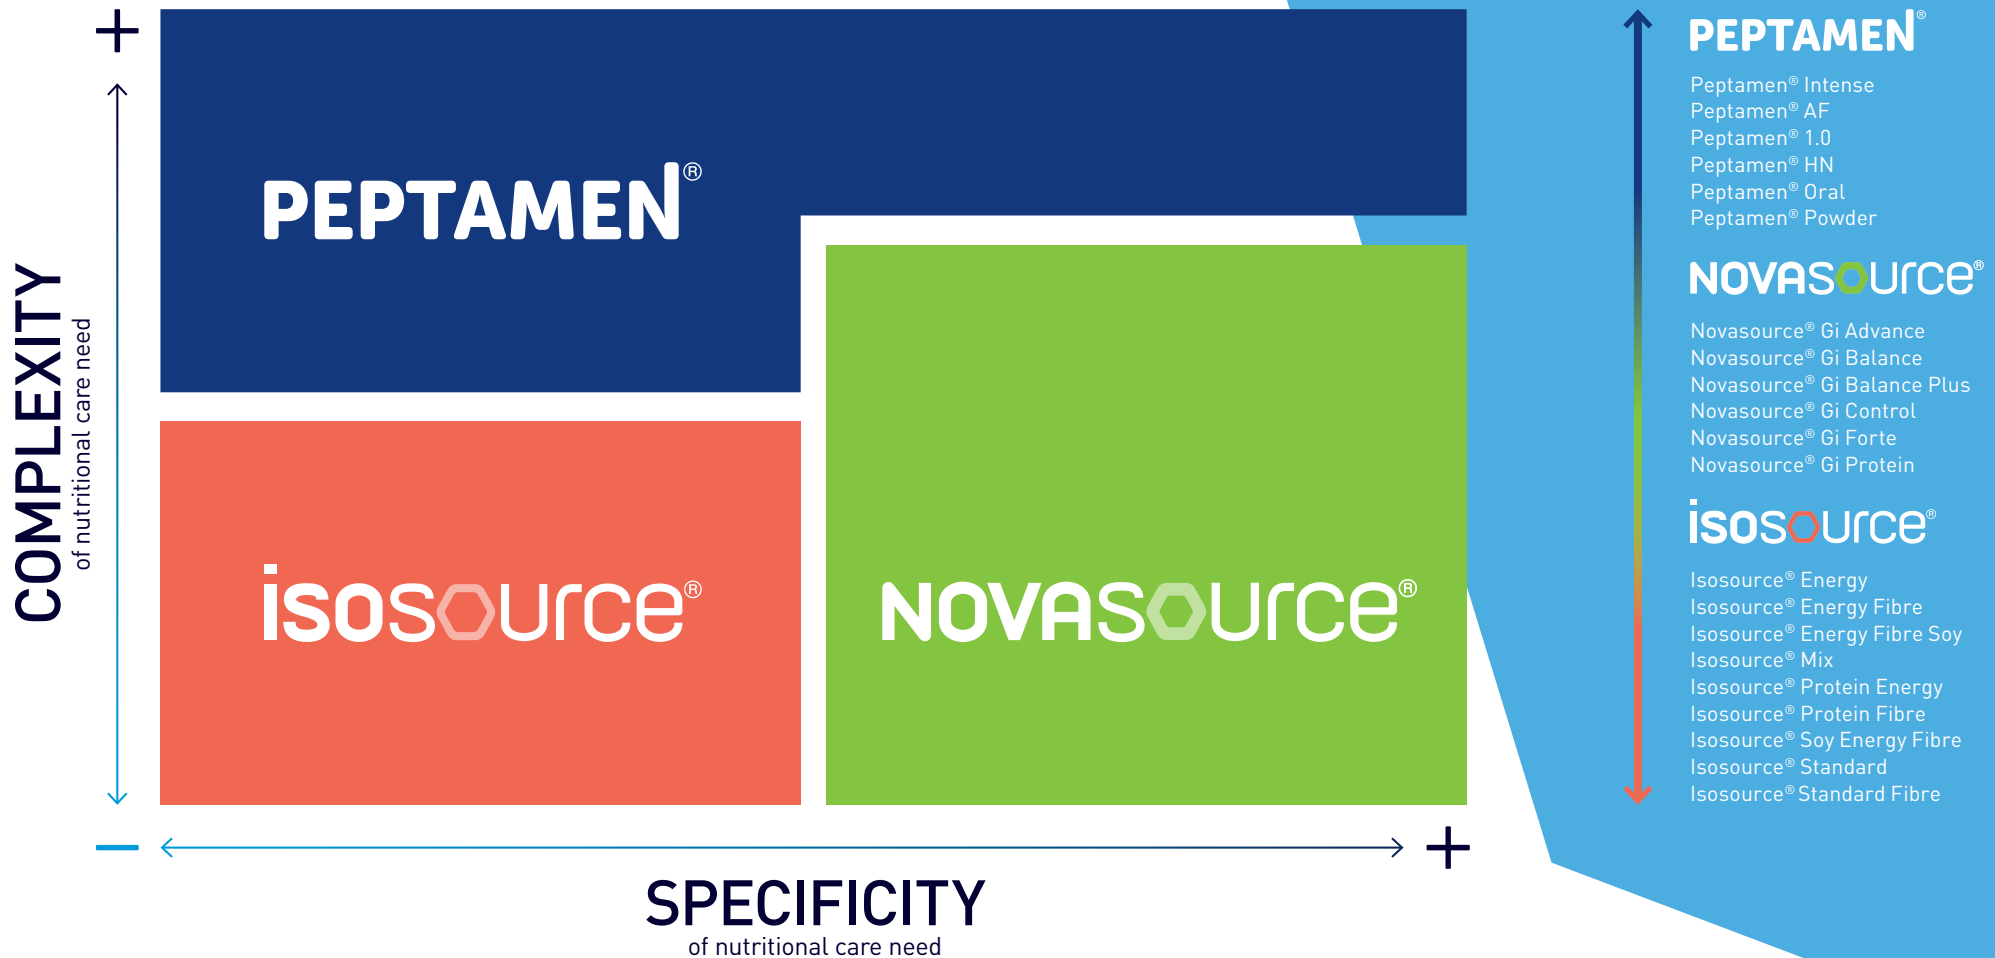 COMPLEXITY
of nutritional care need
PEPTAMEN®
isosource®
NOVASOURCE®
SPECIFICITY
of nutritional care need
PEPTAMEN®
Peptamen® Intense
Peptamen® AF
Peptamen® 1.0
Peptamen® HN
Peptamen® Oral
Peptamen® Powder
NOVASOURCE®
Novasource® Gi Advance
Novasource® Gi Balance
Novasource® Gi Balance Plus
Novasource® Gi Control
Novasource® Gi Forte
Novasource® Gi Protein
isosource®
Isosource® Energy
Isosource® Energy Fibre
Isosource® Energy Fibre Soy
Isosource® Mix
Isosource® Protein Energy
Isosource® Protein Fibre
Isosource® Soy Energy Fibre
Isosource® Standard
Isosource® Standard Fibre